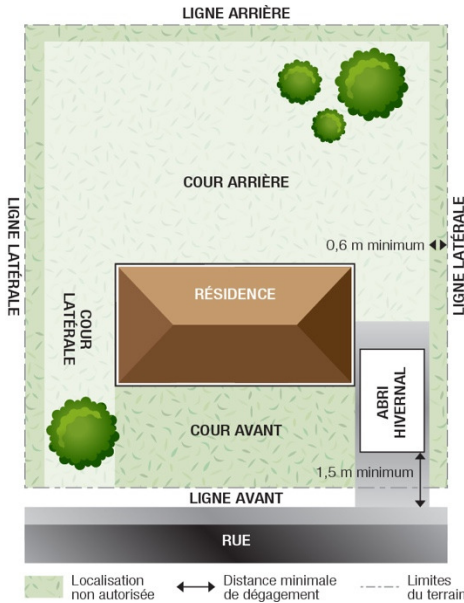 LIGNE ARRIÈRE
COUR ARRIÈRE
LIGNE LATÉRALE
LIGNE LATÉRALE
0,6 m minimum
RÉSIDENCE
COUR
LATÉRALE
ABRI
HIVERNAL
COUR AVANT
1,5 m minimum
LIGNE AVANT
RUE
Localisation
non autorisée
Distance minimale
de dégagement
Limites
du terrain